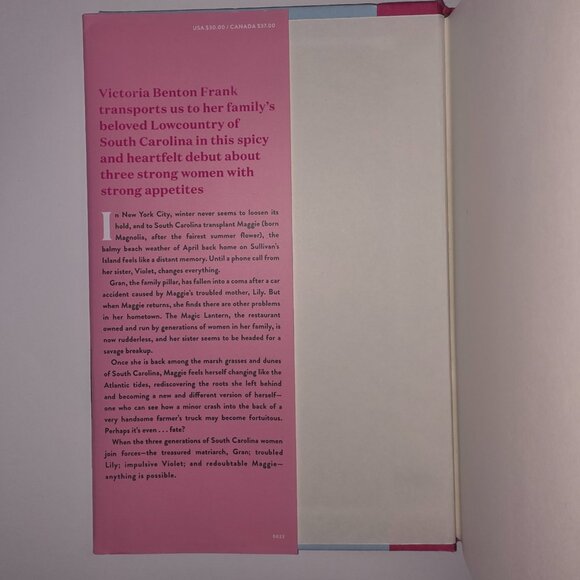 USA $30.00 / CANADA $37.00
Victoria Benton Frank
transports us to her family's
beloved Lowcountry of
South Carolina in this spicy
and heartfelt debut about
three strong women with
strong appetites
In New York City, winter never seems to loosen its
hold, and to South Carolina transplant Maggie (born
Magnolia, after the fairest summer flower), the
balmy beach weather of April back home on Sullivan's
Island feels like a distant memory. Until a phone call from
her sister, Violet, changes everything.
Gran, the family pillar, has fallen into a coma after a car
accident caused by Maggie's troubled mother, Lily. But
when Maggie returns, she finds there are other problems
in her hometown. The Magic Lantern, the restaurant
owned and run by generations of women in her family, is
now rudderless, and her sister seems to be headed for a
savage breakup.
Once she is back among the marsh grasses and dunes
of South Carolina, Maggie feels herself changing like the
Atlantic tides, rediscovering the roots she left behind
and becoming a new and different version of herself—
one who can see how a minor crash into the back of a
very handsome farmer's truck may become fortuitous.
Perhaps it's even . . . fate?
When the three generations of South Carolina women
join forces—the treasured matriarch, Gran; troubled
Lily; impulsive Violet; and redoubtable Maggie—
anything is possible.